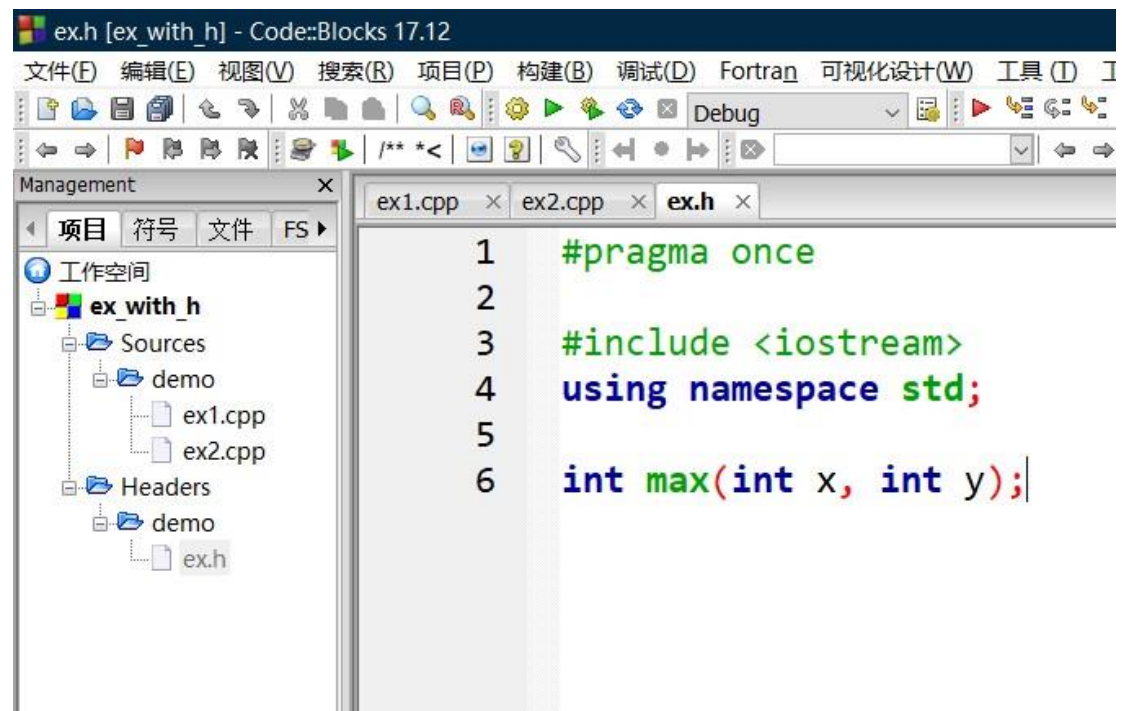 ex.h [ex_with_h] - Code::Blocks 17.12
文件(F) 编辑(E) 视图(V) 搜索(R) 项目(P) 构建(B) 调试(D) Fortran 可视化设计(W) 工具 (T)
Debug
/** *<
Management
项目 符号 文件 FS
工作空间
ex_with_h
Sources
demo
ex1.cpp
ex2.cpp
Headers
demo
ex.h
ex1.cpp ex2.cpp ex.h
1 #pragma once
2
3 #include <iostream>
4 using namespace std;
5
6 int max(int x, int y);